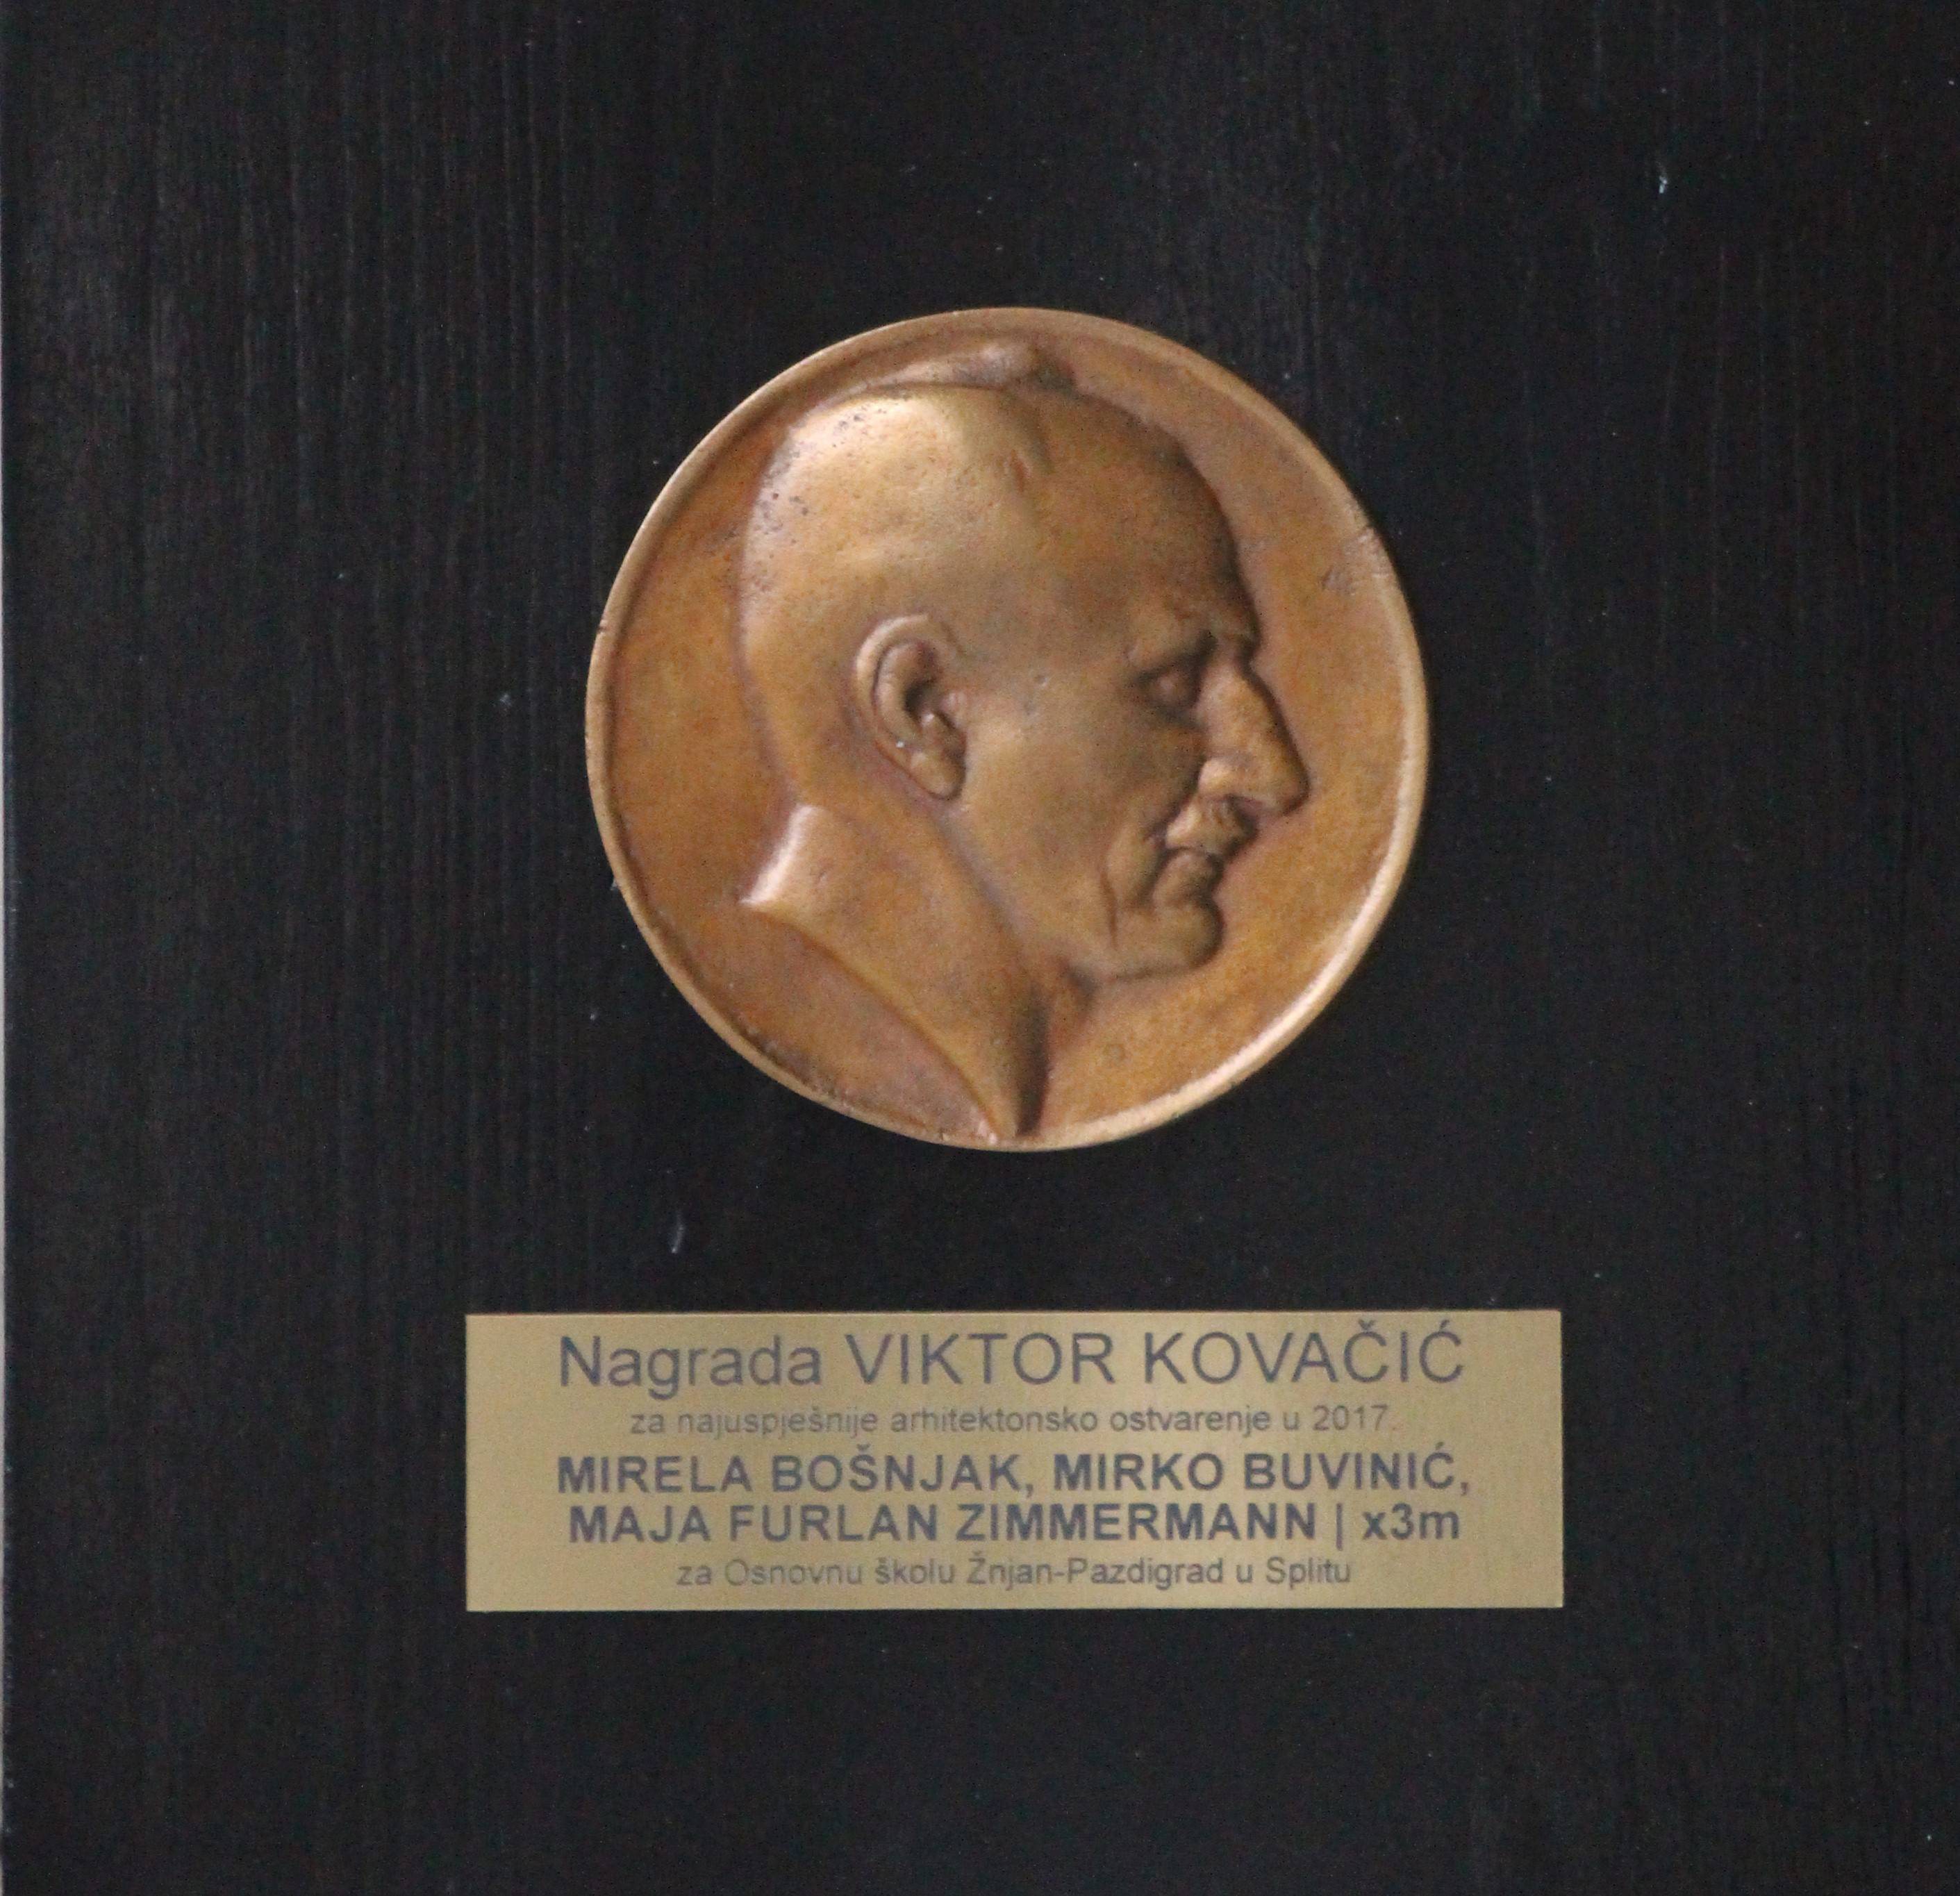 Nagrada VIKTOR KOVAČIĆ
za najuspješnije arhitektonsko ostvarenje u 2017.
MIRELA BOŠNJAK, MIRKO BUVINIĆ,
MAJA FURLAN ZIMMERMANN | x3m
za Osnovnu školu Žnjan-Pazdigrad u Splitu